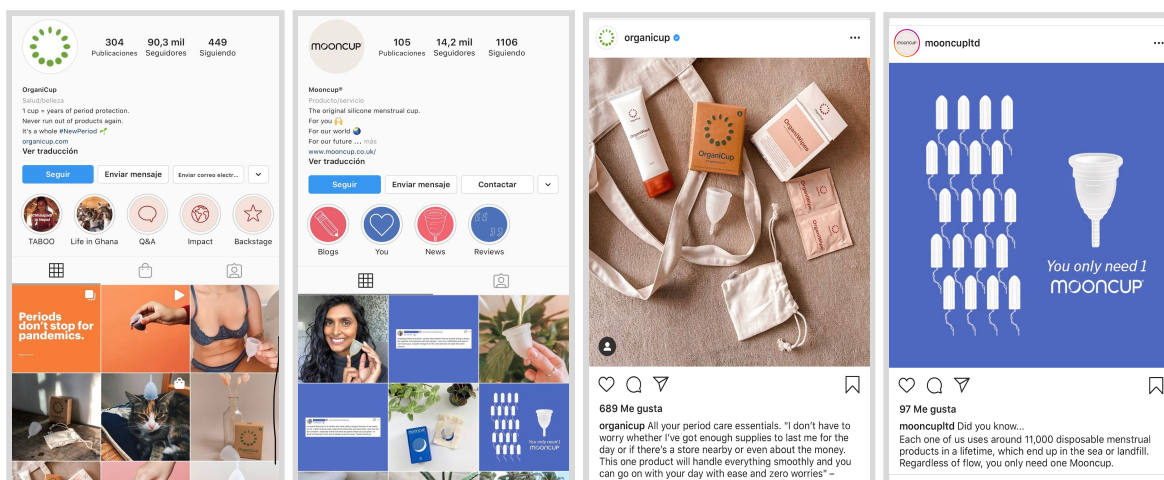 304
90,3 mil
449
Publicaciones
Seguidores
Siguiendo
OrganiCup
Salud/belleza
1 cup = years of period protection.
Never run out of products again.
It's a whole #NewPeriod
organicup.com
Ver traducción
Seguir
Enviar mensaje
Enviar correo electr...
TABOO
Life in Ghana
Q&A
Impact
Backstage
Periods
don't stop for
pandemics.
MOONCUP
105
14,2 mil
1106
Publicaciones
Seguidores
Siguiendo
Mooncup®
Producto/servicio
The original silicone menstrual cup.
For you
For our world
For our future ... más
www.mooncup.co.uk/
Ver traducción
Seguir
Enviar mensaje
Contactar
Blogs
You
News
Reviews
You only need 1
MOONCUP
organicup
OrganiCup
OrganiWipes
689 Me gusta
organicup All your period care essentials. "I don't have to
worry whether I've got enough supplies to last me for the
day or if there's a store nearby or even about the money.
This one product will handle everything smoothly and you
can go on with your day with ease and zero worries" –
mooncupltd
You only need 1
MOONCUP
97 Me gusta
mooncupltd Did you know...
Each one of us uses around 11,000 disposable menstrual
products in a lifetime, which end up in the sea or landfill.
Regardless of flow, you only need one Mooncup.